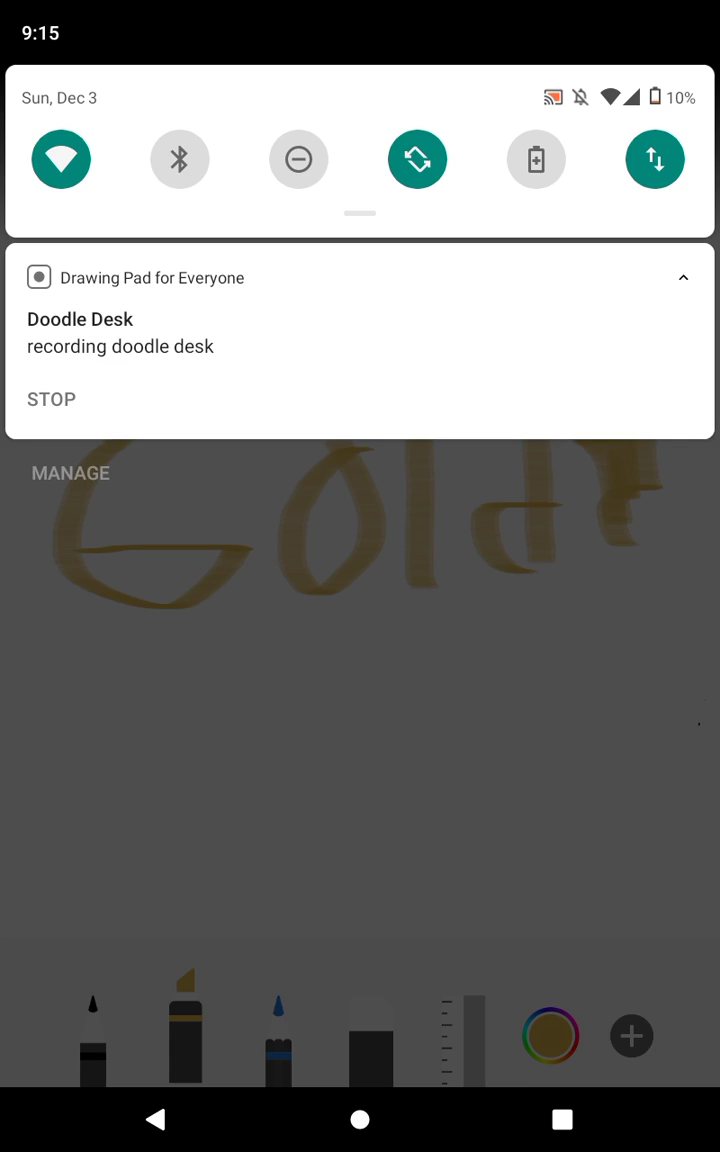 9:15
Sun, Dec 3
10%
Drawing Pad for Everyone
Doodle Desk
recording doodle desk
STOP
MANAGE